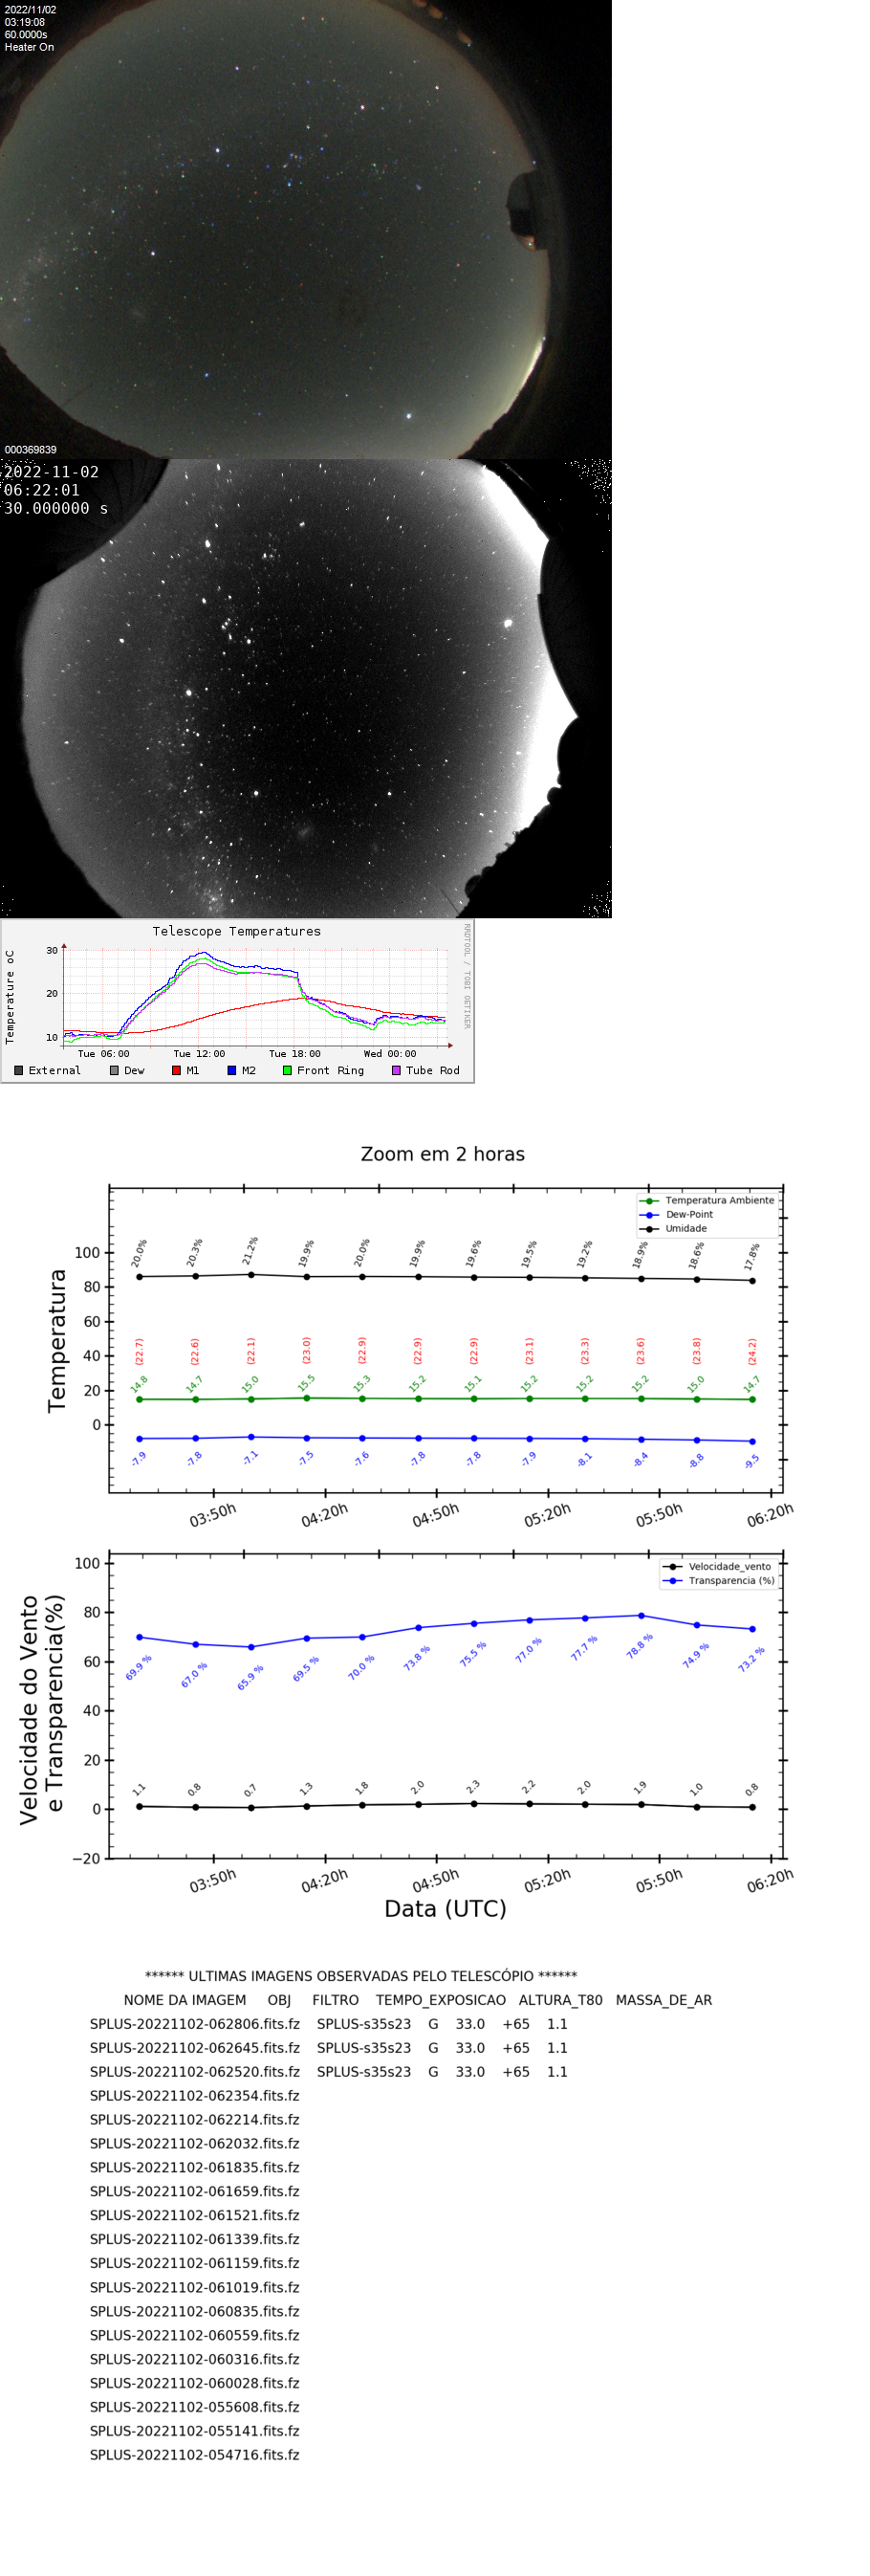 2022/11/02
03:19:08
60.0000s
Heater On
000369839
2022-11-02
06:22:01
30.000000 s
Telescope Temperatures
RRDTOOL / TOBI OETIKER
Temperature oC
30
20
10
Tue 06:00 Tue 12:00 Tue 18:00 Wed 00:00
External Dew M1 M2 Front Ring Tube Rod
Zoom em 2 horas
Temperatura Ambiente
Dew-Point
Umidade
Temperatura
100
80
60
40
20
0
20.0% 20.3% 21.2% 19.9% 20.0% 19.9% 19.6% 19.5% 19.2% 18.9% 18.6% 17.8%
(22.7) (22.6) (22.1) (23.0) (22.9) (22.9) (22.9) (23.1) (23.3) (23.6) (23.8) (24.2)
14.8 14.7 15.0 15.5 15.3 15.2 15.1 15.2 15.2 15.2 15.0 14.7
-7.9 -7.8 -7.1 -7.5 -7.6 -7.8 -7.8 -7.9 -8.1 -8.4 -8.8 -9.5
03:50h 04:20h 04:50h 05:20h 05:50h 06:20h
Velocidade_vento
Transparencia (%)
Velocidade do Vento
e Transparencia(%)
100
80
60
40
20
0
−20
69.9 % 67.0 % 65.9 % 69.5 % 70.0 % 73.8 % 75.5 % 77.0 % 77.7 % 78.8 % 74.9 % 73.2 %
1.1 0.8 0.7 1.3 1.8 2.0 2.3 2.2 2.0 1.9 1.0 0.8
03:50h 04:20h 04:50h 05:20h 05:50h 06:20h
Data (UTC)
****** ULTIMAS IMAGENS OBSERVADAS PELO TELESCÓPIO ******
NOME DA IMAGEM OBJ FILTRO TEMPO_EXPOSICAO ALTURA_T80 MASSA_DE_AR
SPLUS-20221102-062806.fits.fz SPLUS-s35s23 G 33.0 +65 1.1
SPLUS-20221102-062645.fits.fz SPLUS-s35s23 G 33.0 +65 1.1
SPLUS-20221102-062520.fits.fz SPLUS-s35s23 G 33.0 +65 1.1
SPLUS-20221102-062354.fits.fz
SPLUS-20221102-062214.fits.fz
SPLUS-20221102-062032.fits.fz
SPLUS-20221102-061835.fits.fz
SPLUS-20221102-061659.fits.fz
SPLUS-20221102-061521.fits.fz
SPLUS-20221102-061339.fits.fz
SPLUS-20221102-061159.fits.fz
SPLUS-20221102-061019.fits.fz
SPLUS-20221102-060835.fits.fz
SPLUS-20221102-060559.fits.fz
SPLUS-20221102-060316.fits.fz
SPLUS-20221102-060028.fits.fz
SPLUS-20221102-055608.fits.fz
SPLUS-20221102-055141.fits.fz
SPLUS-20221102-054716.fits.fz